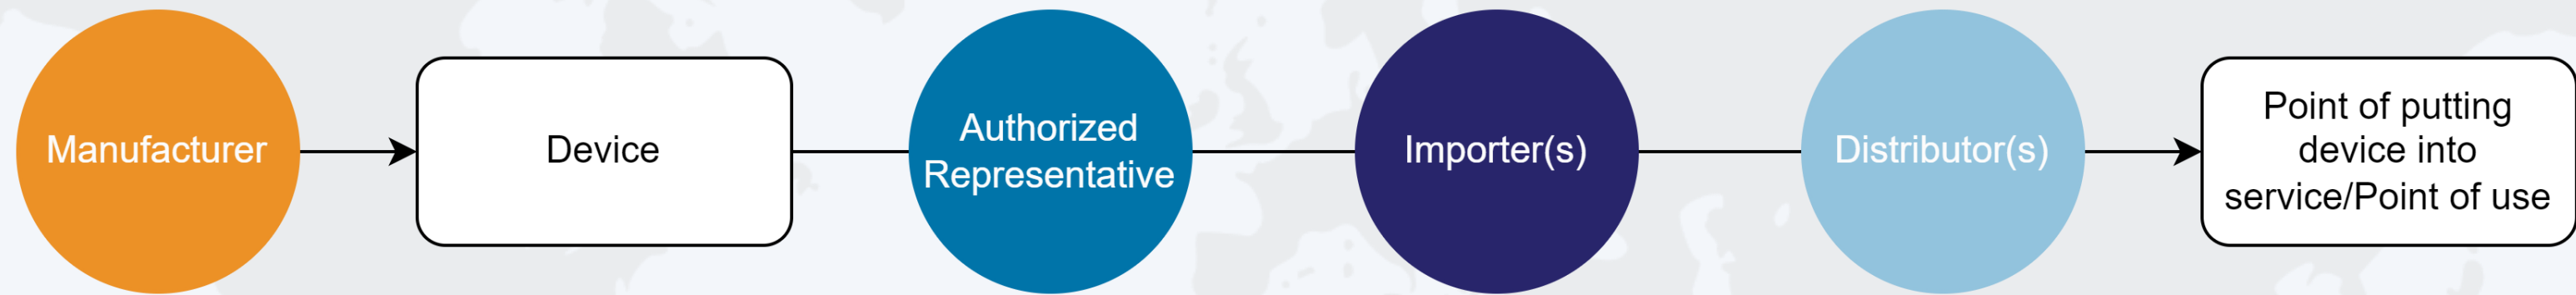 Manufacturer
Device
Authorized
Representative
Importer(s)
Distributor(s)
Point of putting
device into
service/Point of use